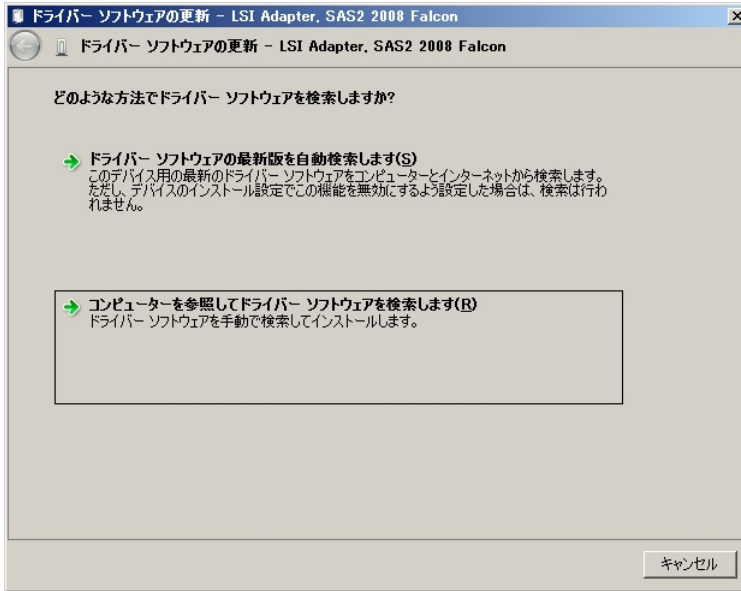 ドライバー ソフトウェアの更新 - LSI Adapter, SAS2 2008 Falcon
ドライバー ソフトウェアの更新 - LSI Adapter, SAS2 2008 Falcon
どのような方法でドライバー ソフトウェアを検索しますか?
ドライバー ソフトウェアの最新版を自動検索します(S)
このデバイス用の最新のドライバー ソフトウェアをコンピューターとインターネットから検索します。
ただし、デバイスのインストール設定でこの機能を無効にするよう設定した場合は、検索は行わ
れません。
コンピューターを参照してドライバー ソフトウェアを検索します(R)
ドライバー ソフトウェアを手動で検索してインストールします。
キャンセル